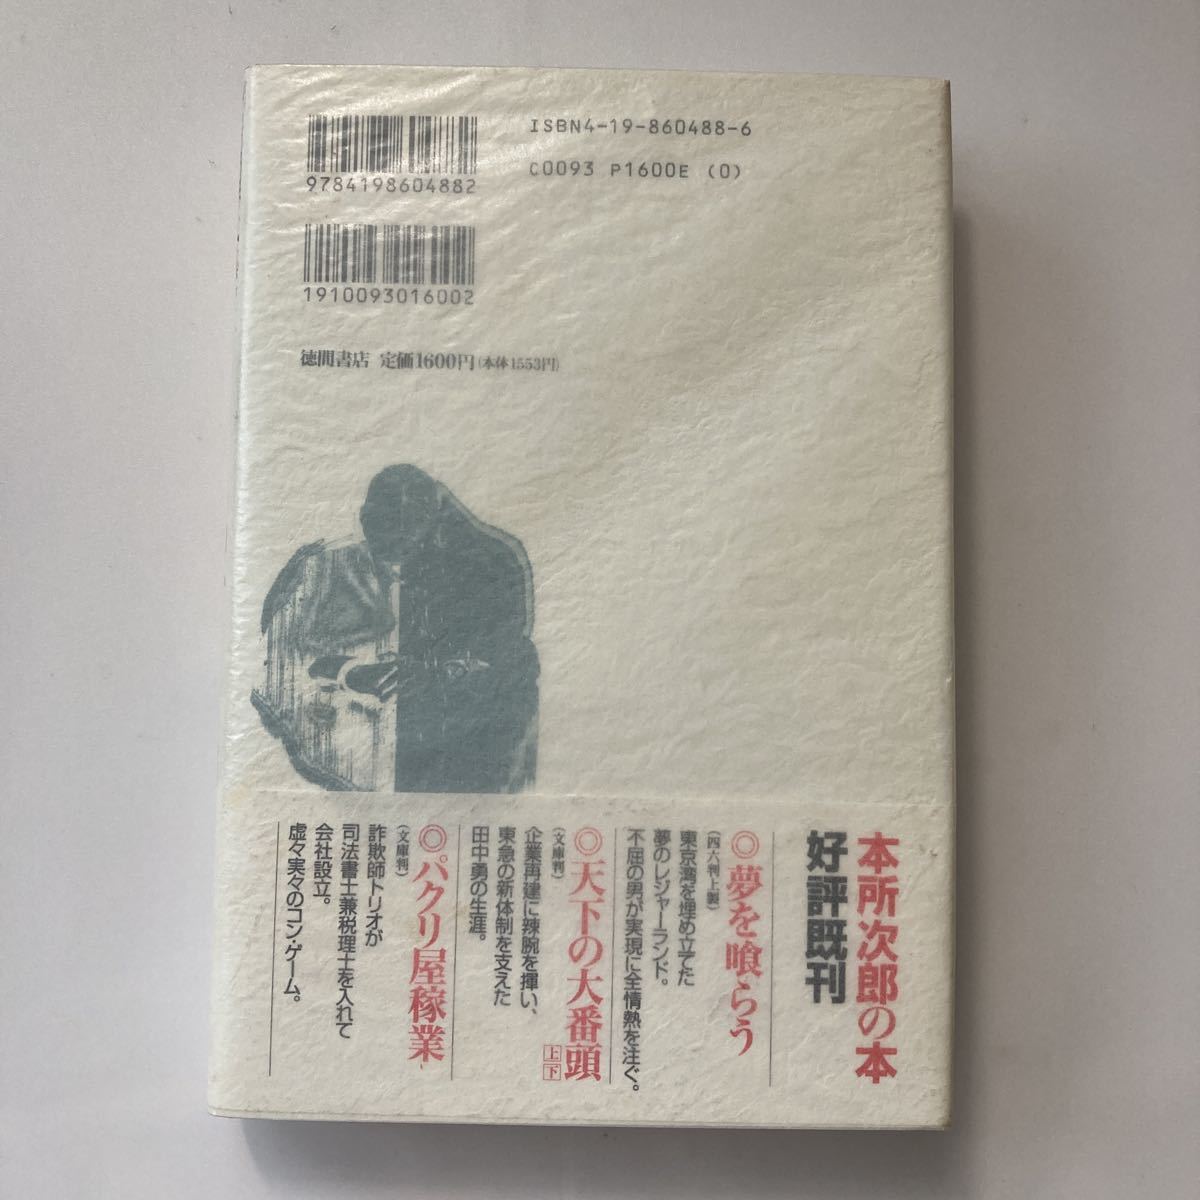 ISBN4-19-860488-6
C0093 P1600E (0)
9784198604882
1910093016002
徳間書店 定価1600円(本体1553円)
本所次郎の本
好評既刊
◎夢を喰らう
(四六判上製)
東京湾を埋め立てた
夢のレジャーランド。
不屈の男が実現に全情熱を注ぐ。
◎天下の大番頭 上下
(文庫判)
企業再建に辣腕を揮い、
東急の新体制を支えた
田中勇の生涯。
◎パクリ屋稼業
(文庫判)
詐欺師トリオが
司法書士兼税理士を入れて
会社設立。
虚々実々のコン・ゲーム。